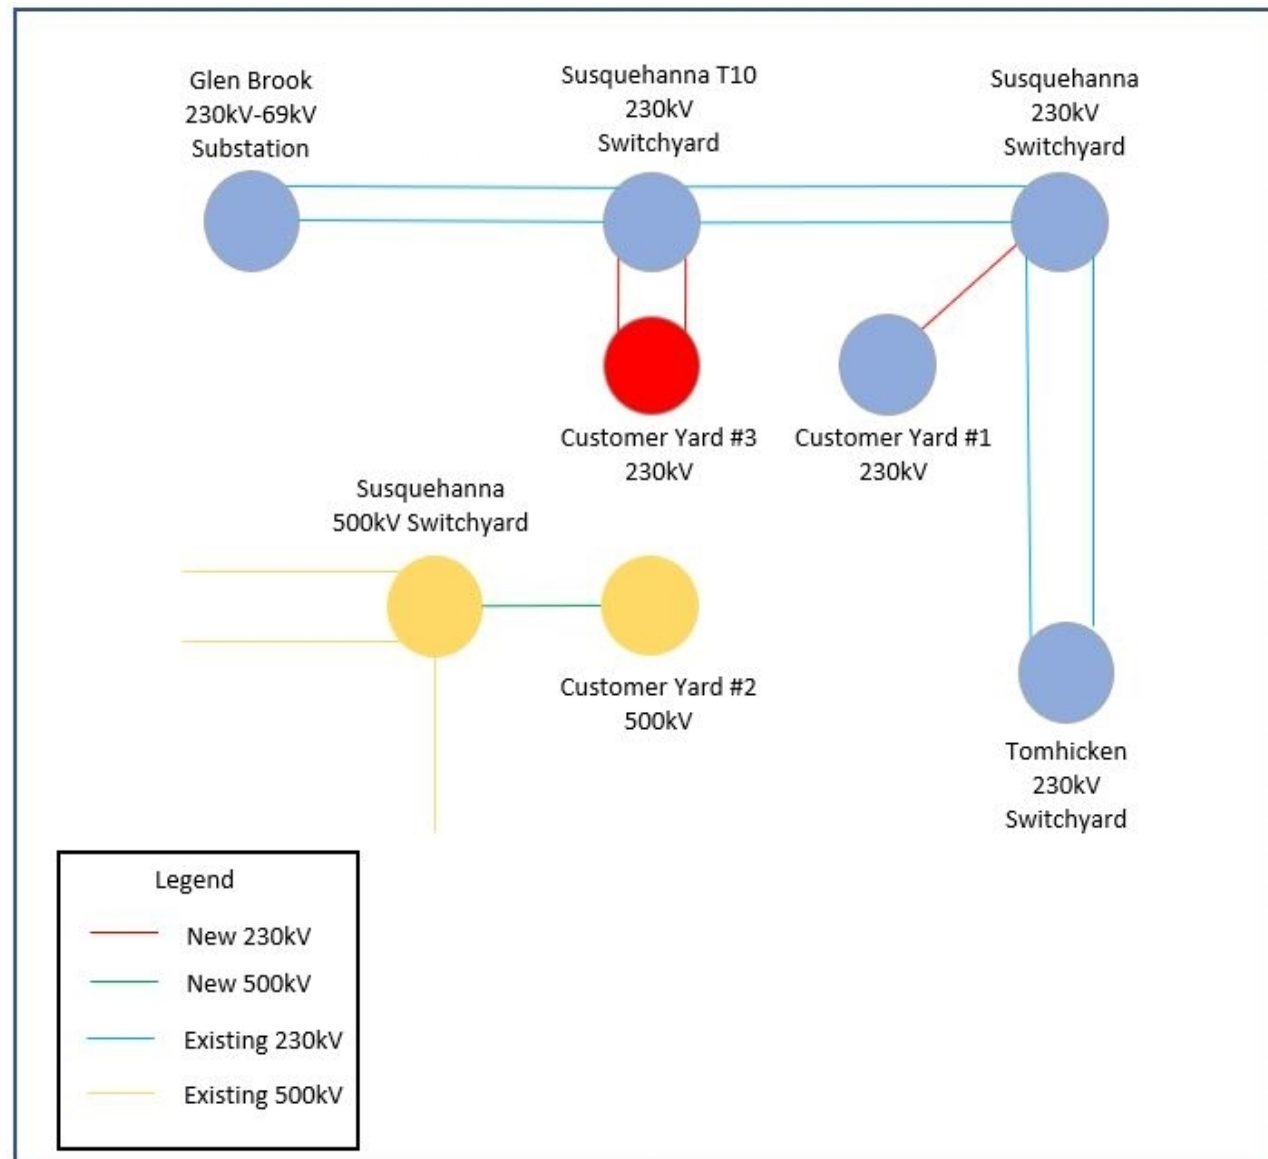 Glen Brook
230kV-69kV
Substation
Susquehanna T10
230kV
Switchyard
Susquehanna
230kV
Switchyard
Customer Yard #3
230kV
Customer Yard #1
230kV
Susquehanna
500kV Switchyard
Customer Yard #2
500kV
Tomhicken
230kV
Switchyard
Legend
New 230kV
New 500kV
Existing 230kV
Existing 500kV